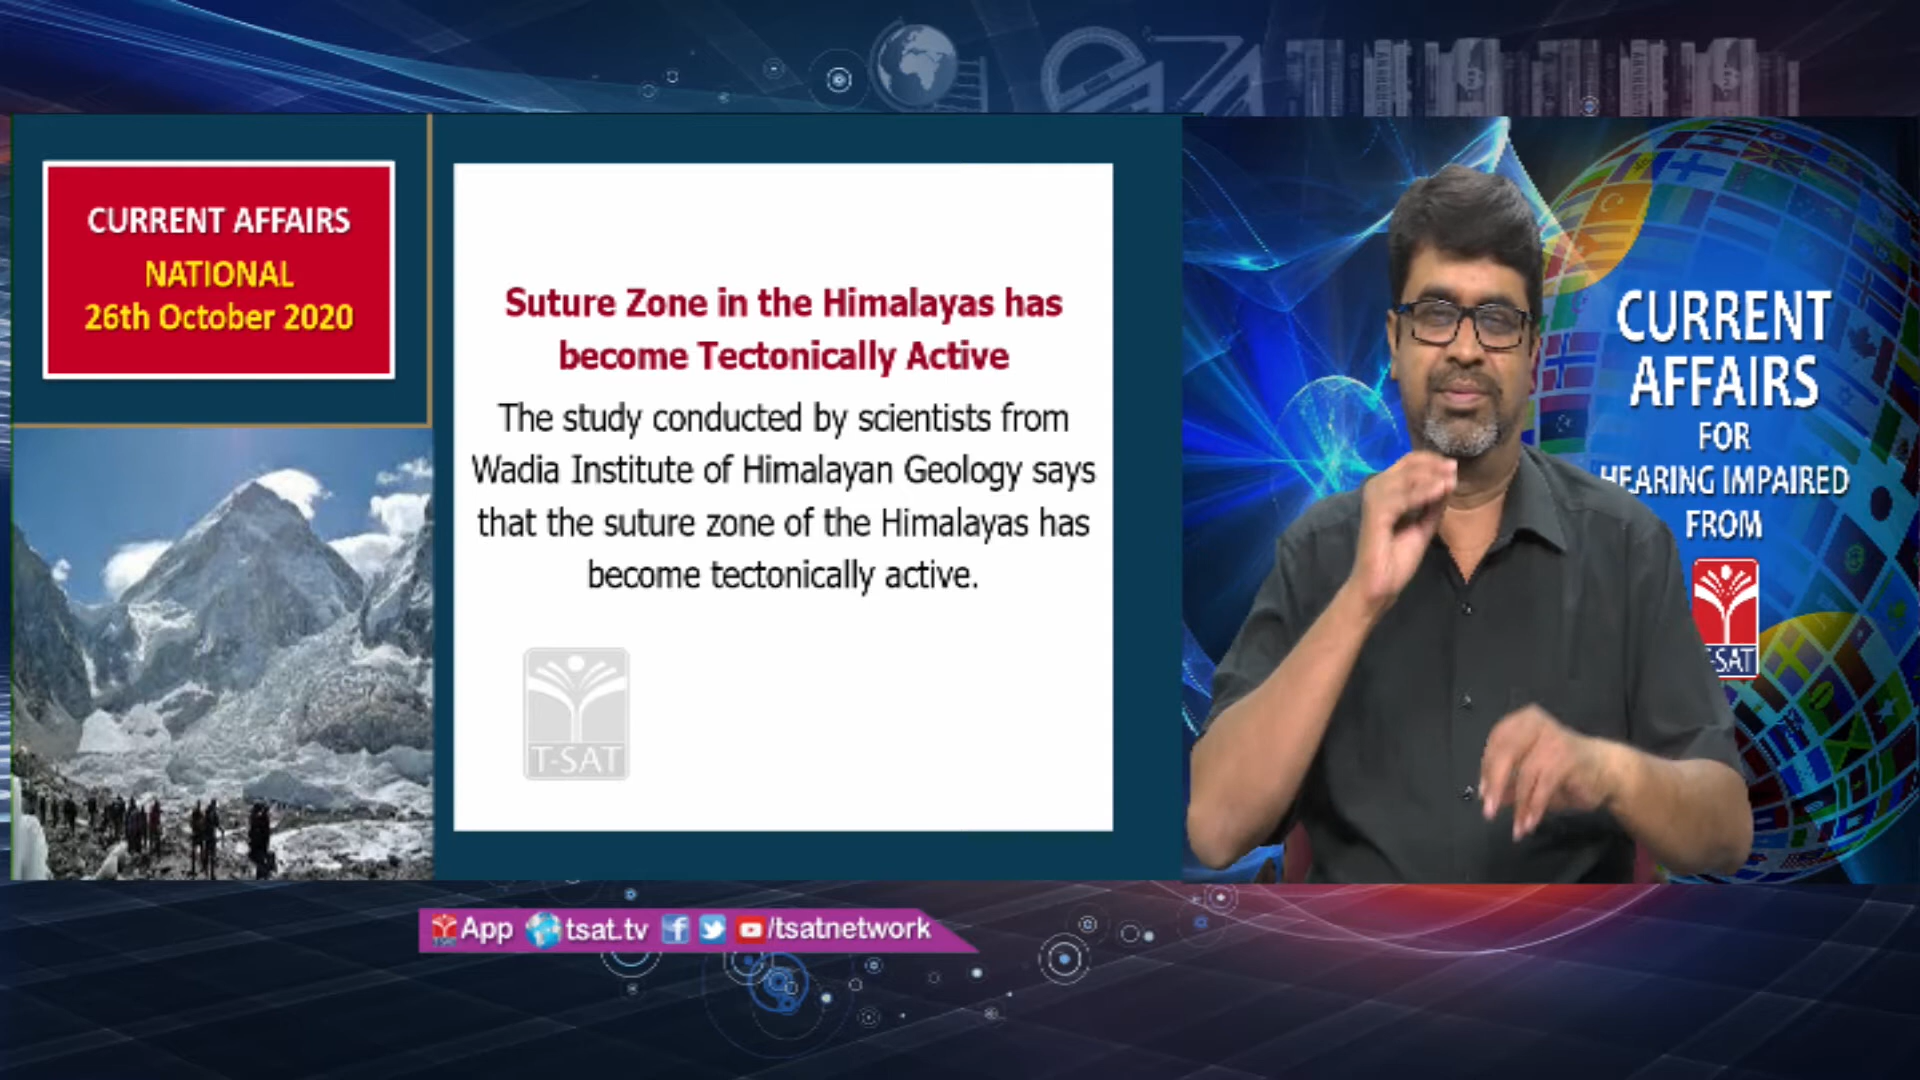 CURRENT AFFAIRS
NATIONAL
26th October 2020
Suture Zone in the Himalayas has
become Tectonically Active
The study conducted by scientists from
Wadia Institute of Himalayan Geology says
that the suture zone of the Himalayas has
become tectonically active.
T-SAT
CURRENT
AFFAIRS
FOR
HEARING IMPAIRED
FROM
T-SAT
App tsat.tv /tsatnetwork